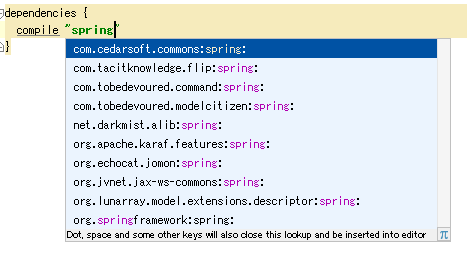 dependencies {
compile "spring"
}
com.cedarsoft.commons:spring:
com.tacitknowledge.flip:spring:
com.tobedevoured.command:spring:
com.tobedevoured.modelcitizen:spring:
net.darkmist.alib:spring:
org.apache.karaf.features:spring:
org.echocat.jomon:spring:
org.jvnet.jax-ws-commons:spring:
org.lunarray.model.extensions.descriptor:spring:
org.springframework:spring:
Dot, space and some other keys will also close this lookup and be inserted into editor
π